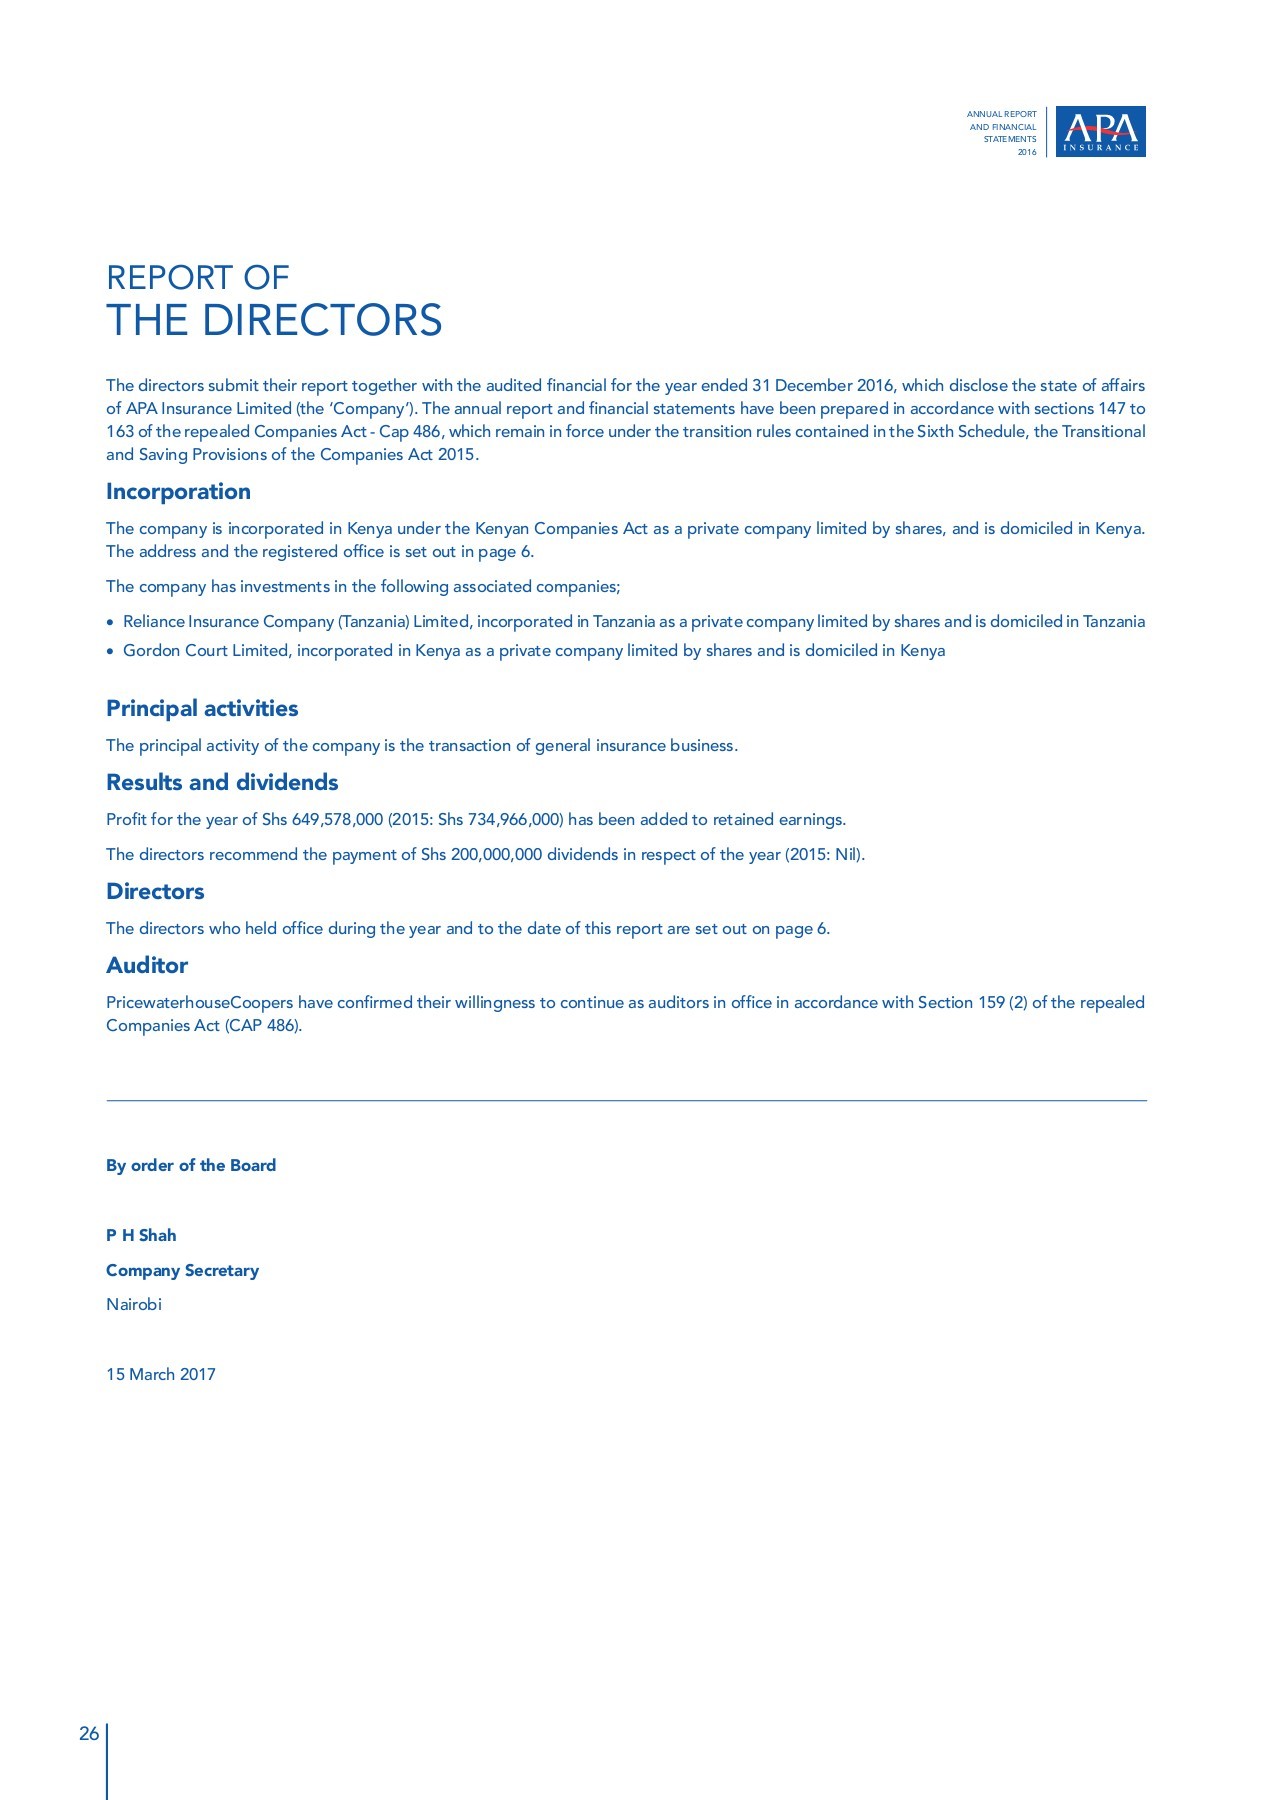 ANNUAL REPORT
AND FINANCIAL
STATEMENTS
2016
APA
INSURANCE
REPORT OF
THE DIRECTORS
The directors submit their report together with the audited financial for the year ended 31 December 2016, which disclose the state of affairs
of APA Insurance Limited (the ‘Company’). The annual report and financial statements have been prepared in accordance with sections 147 to
163 of the repealed Companies Act - Cap 486, which remain in force under the transition rules contained in the Sixth Schedule, the Transitional
and Saving Provisions of the Companies Act 2015.
Incorporation
The company is incorporated in Kenya under the Kenyan Companies Act as a private company limited by shares, and is domiciled in Kenya.
The address and the registered office is set out in page 6.
The company has investments in the following associated companies;
• Reliance Insurance Company (Tanzania) Limited, incorporated in Tanzania as a private company limited by shares and is domiciled in Tanzania
• Gordon Court Limited, incorporated in Kenya as a private company limited by shares and is domiciled in Kenya
Principal activities
The principal activity of the company is the transaction of general insurance business.
Results and dividends
Profit for the year of Shs 649,578,000 (2015: Shs 734,966,000) has been added to retained earnings.
The directors recommend the payment of Shs 200,000,000 dividends in respect of the year (2015: Nil).
Directors
The directors who held office during the year and to the date of this report are set out on page 6.
Auditor
PricewaterhouseCoopers have confirmed their willingness to continue as auditors in office in accordance with Section 159 (2) of the repealed
Companies Act (CAP 486).
By order of the Board
P H Shah
Company Secretary
Nairobi
15 March 2017
26